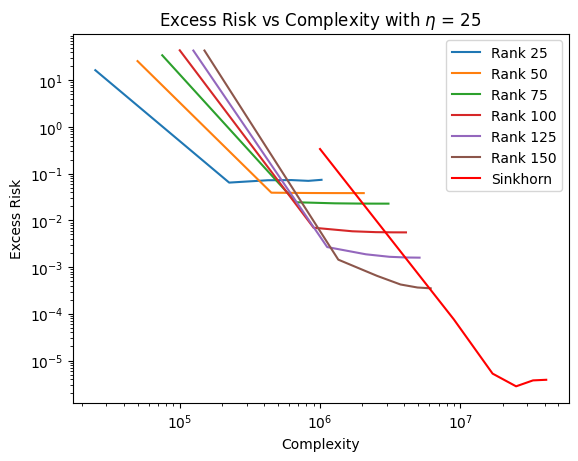 Excess Risk vs Complexity with η = 25
Excess Risk
10¹
10⁰
10⁻¹
10⁻²
10⁻³
10⁻⁴
10⁻⁵
Rank 25
Rank 50
Rank 75
Rank 100
Rank 125
Rank 150
Sinkhorn
10⁵
10⁶
10⁷
Complexity